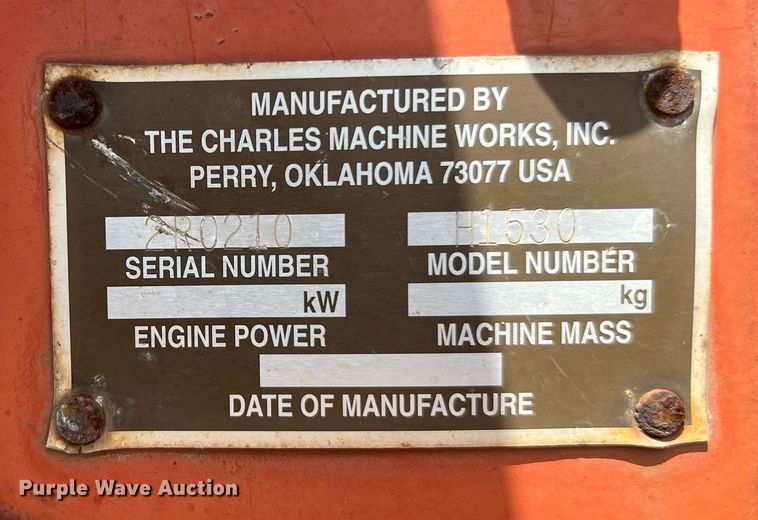 MANUFACTURED BY
THE CHARLES MACHINE WORKS, INC.
PERRY, OKLAHOMA 73077 USA
2R0210 H1530
SERIAL NUMBER MODEL NUMBER
kW kg
ENGINE POWER MACHINE MASS
DATE OF MANUFACTURE
Purple Wave Auction